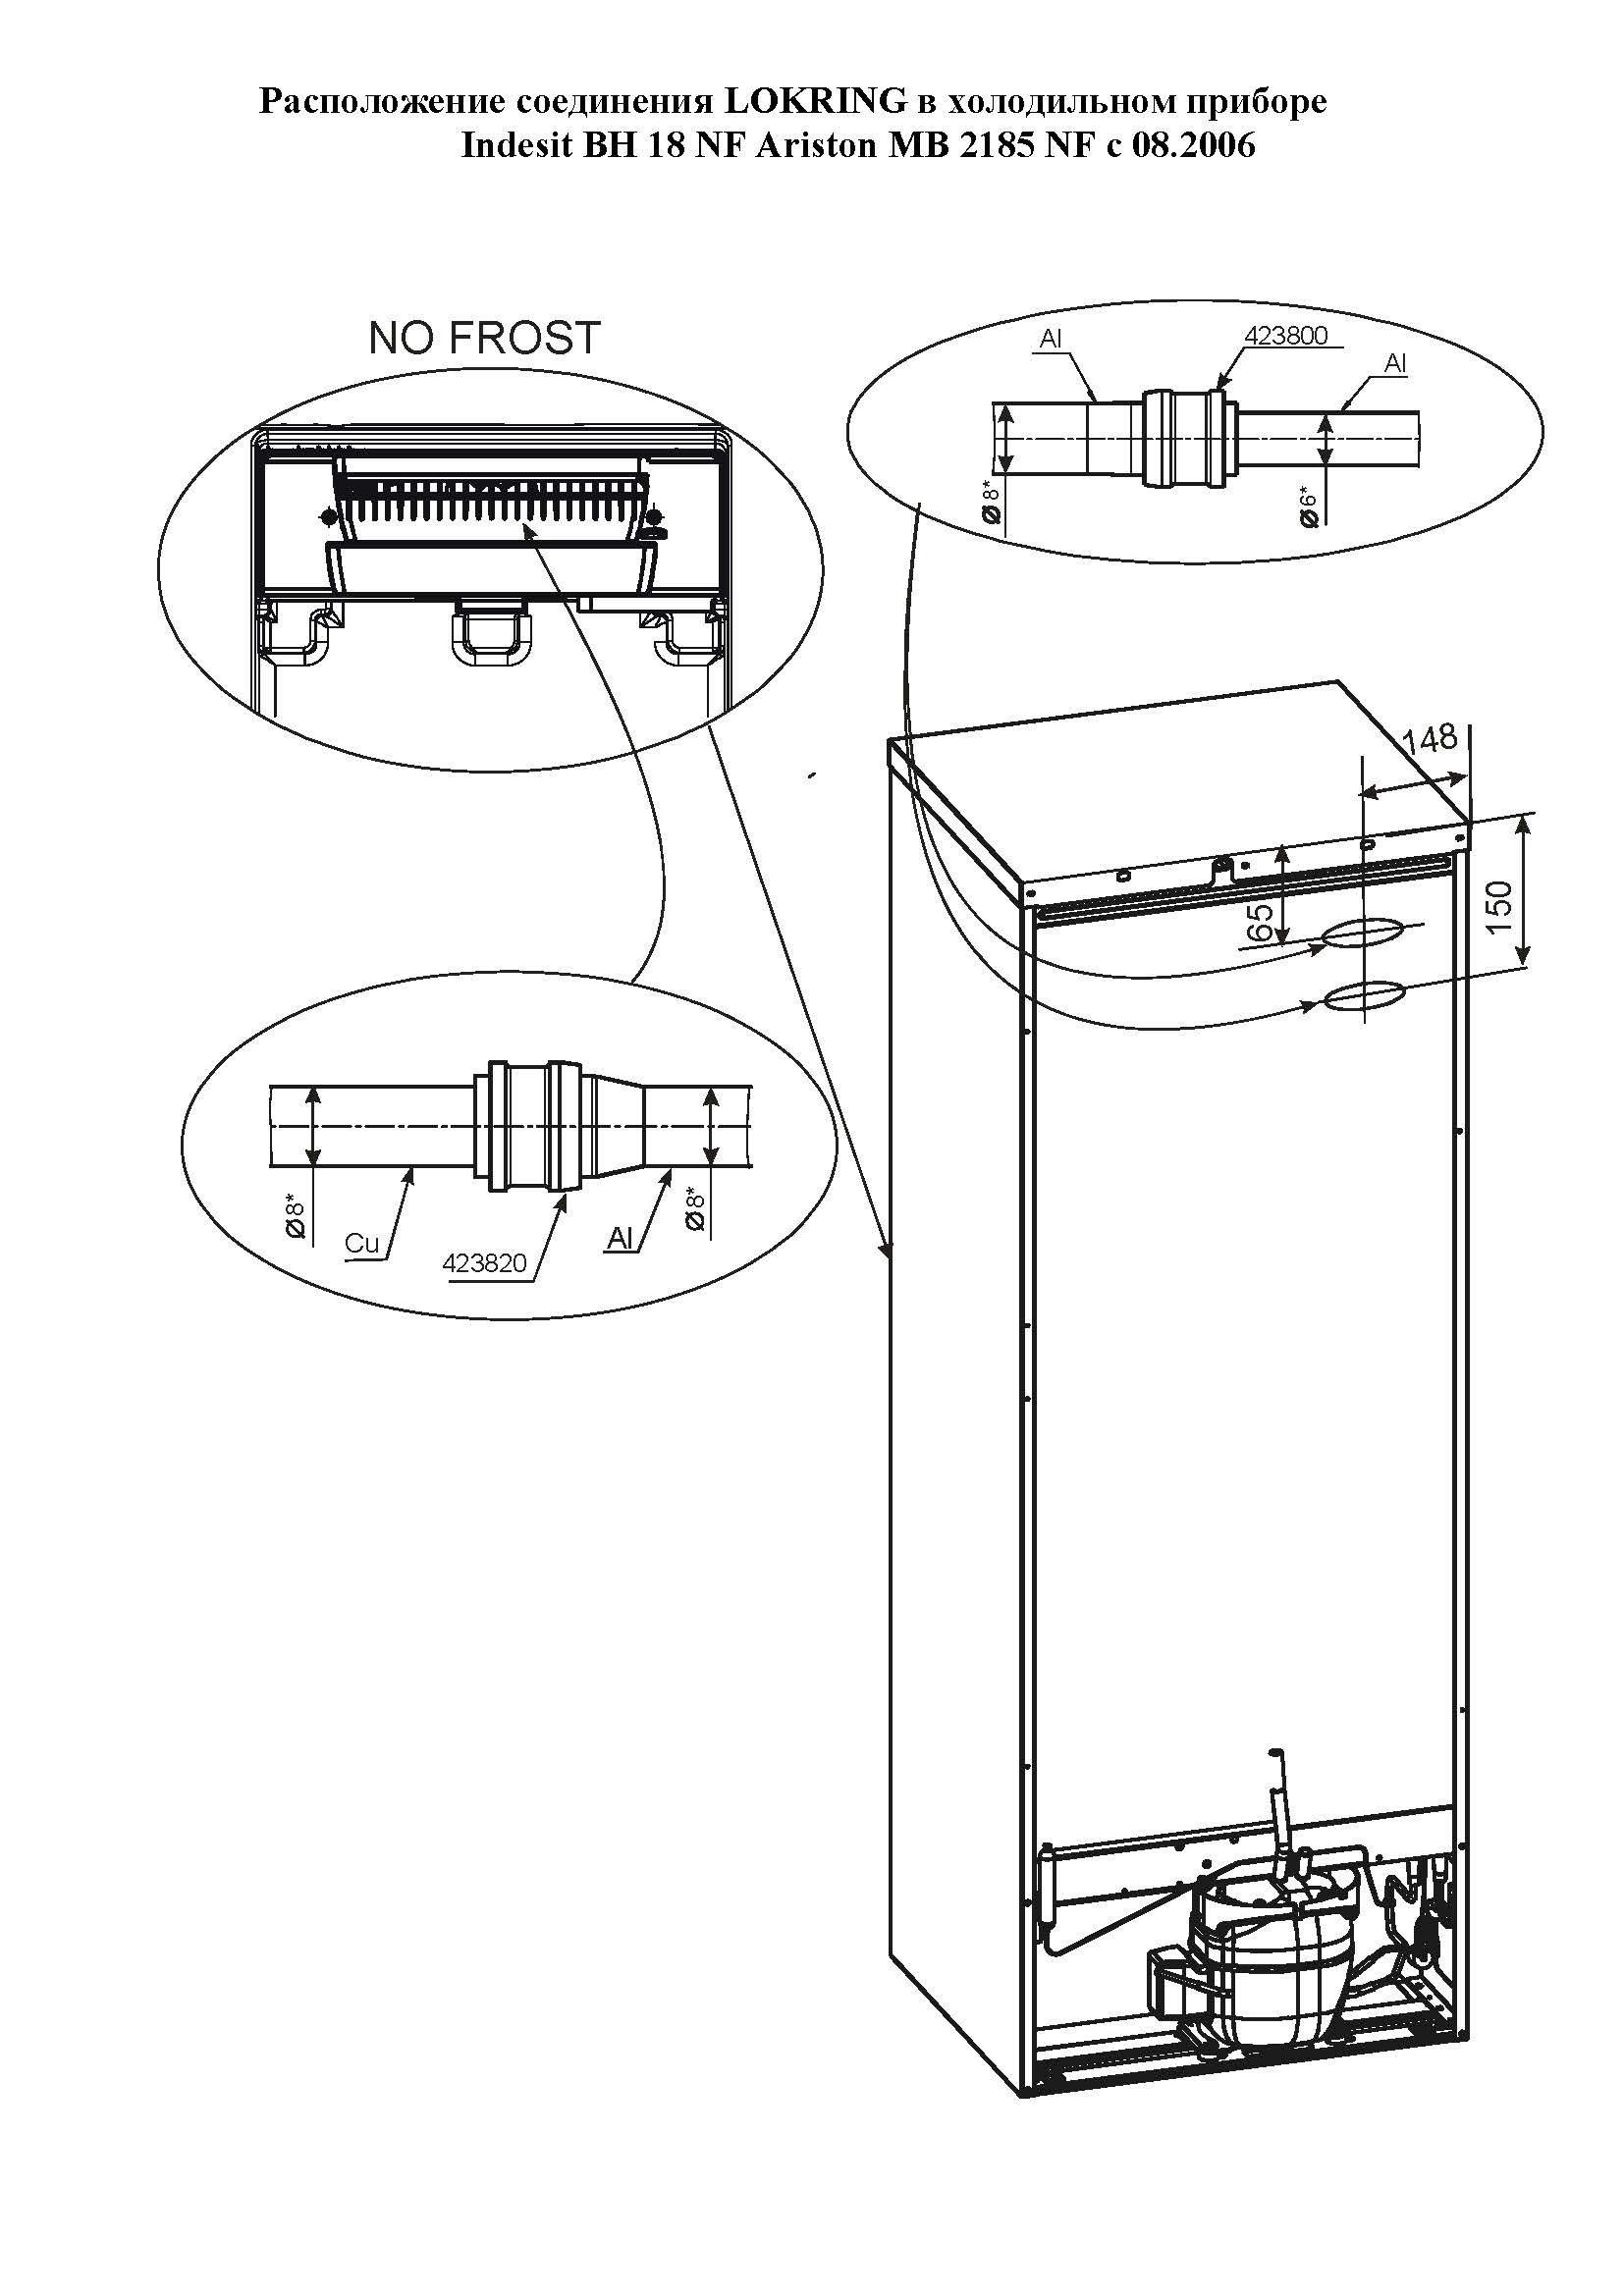 Расположение соединения LOKRING в холодильном приборе
Indesit BH 18 NF Ariston MB 2185 NF с 08.2006
NO FROST
Al
423800
Al
Ø 8*
Ø 6*
148
65
150
Ø8*
Cu
423820
Al
Ø8*